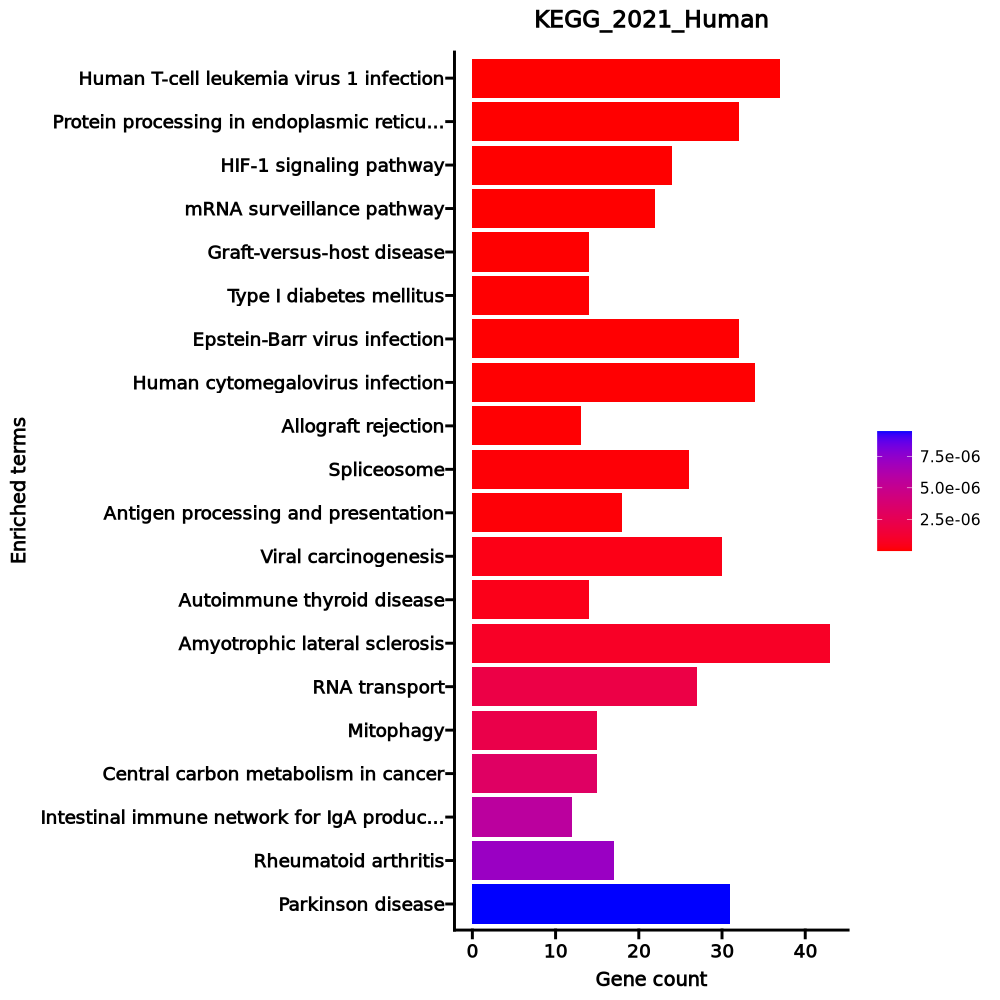 KEGG_2021_Human
Human T-cell leukemia virus 1 infection
Protein processing in endoplasmic reticu...
HIF-1 signaling pathway
mRNA surveillance pathway
Graft-versus-host disease
Type I diabetes mellitus
Epstein-Barr virus infection
Human cytomegalovirus infection
Allograft rejection
Spliceosome
Antigen processing and presentation
Viral carcinogenesis
Autoimmune thyroid disease
Amyotrophic lateral sclerosis
RNA transport
Mitophagy
Central carbon metabolism in cancer
Intestinal immune network for IgA produc...
Rheumatoid arthritis
Parkinson disease
Enriched terms
0 10 20 30 40
Gene count
7.5e-06
5.0e-06
2.5e-06